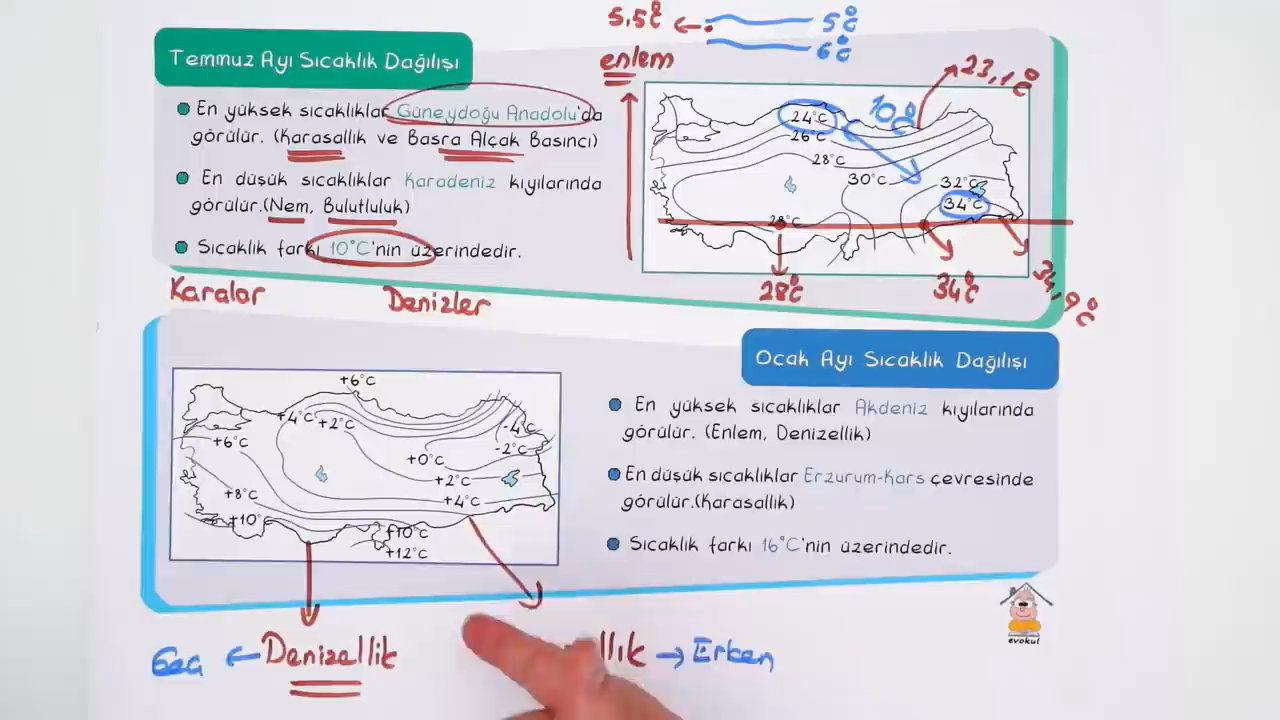 5,5°C ← 5°C
6°C
enlem
Temmuz Ayı Sıcaklık Dağılışı
En yüksek sıcaklıklar Güneydoğu Anadolu'da
görülür. (Karasallık ve Basra Alçak Basıncı)
En düşük sıcaklıklar Karadeniz kıyılarında
görülür.(Nem, Bulutluluk)
Sıcaklık farkı 10°C'nin üzerindedir.
23,1°C
10°C
24°C
26°C
28°C
30°C
32°C
34°C
28°C
28°C
34°C
34,9°C
Karalar
Denizler
Ocak Ayı Sıcaklık Dağılışı
En yüksek sıcaklıklar Akdeniz kıyılarında
görülür. (Enlem, Denizellik)
En düşük sıcaklıklar Erzurum-Kars çevresinde
görülür.(Karasallık)
Sıcaklık farkı 16°C'nin üzerindedir.
+6°C
+4°C
+2°C
-4°C
+6°C
-2°C
+0°C
+2°C
+8°C
+4°C
+10°
+10°C
+12°C
evokul
← Denizellik
llık → Erken